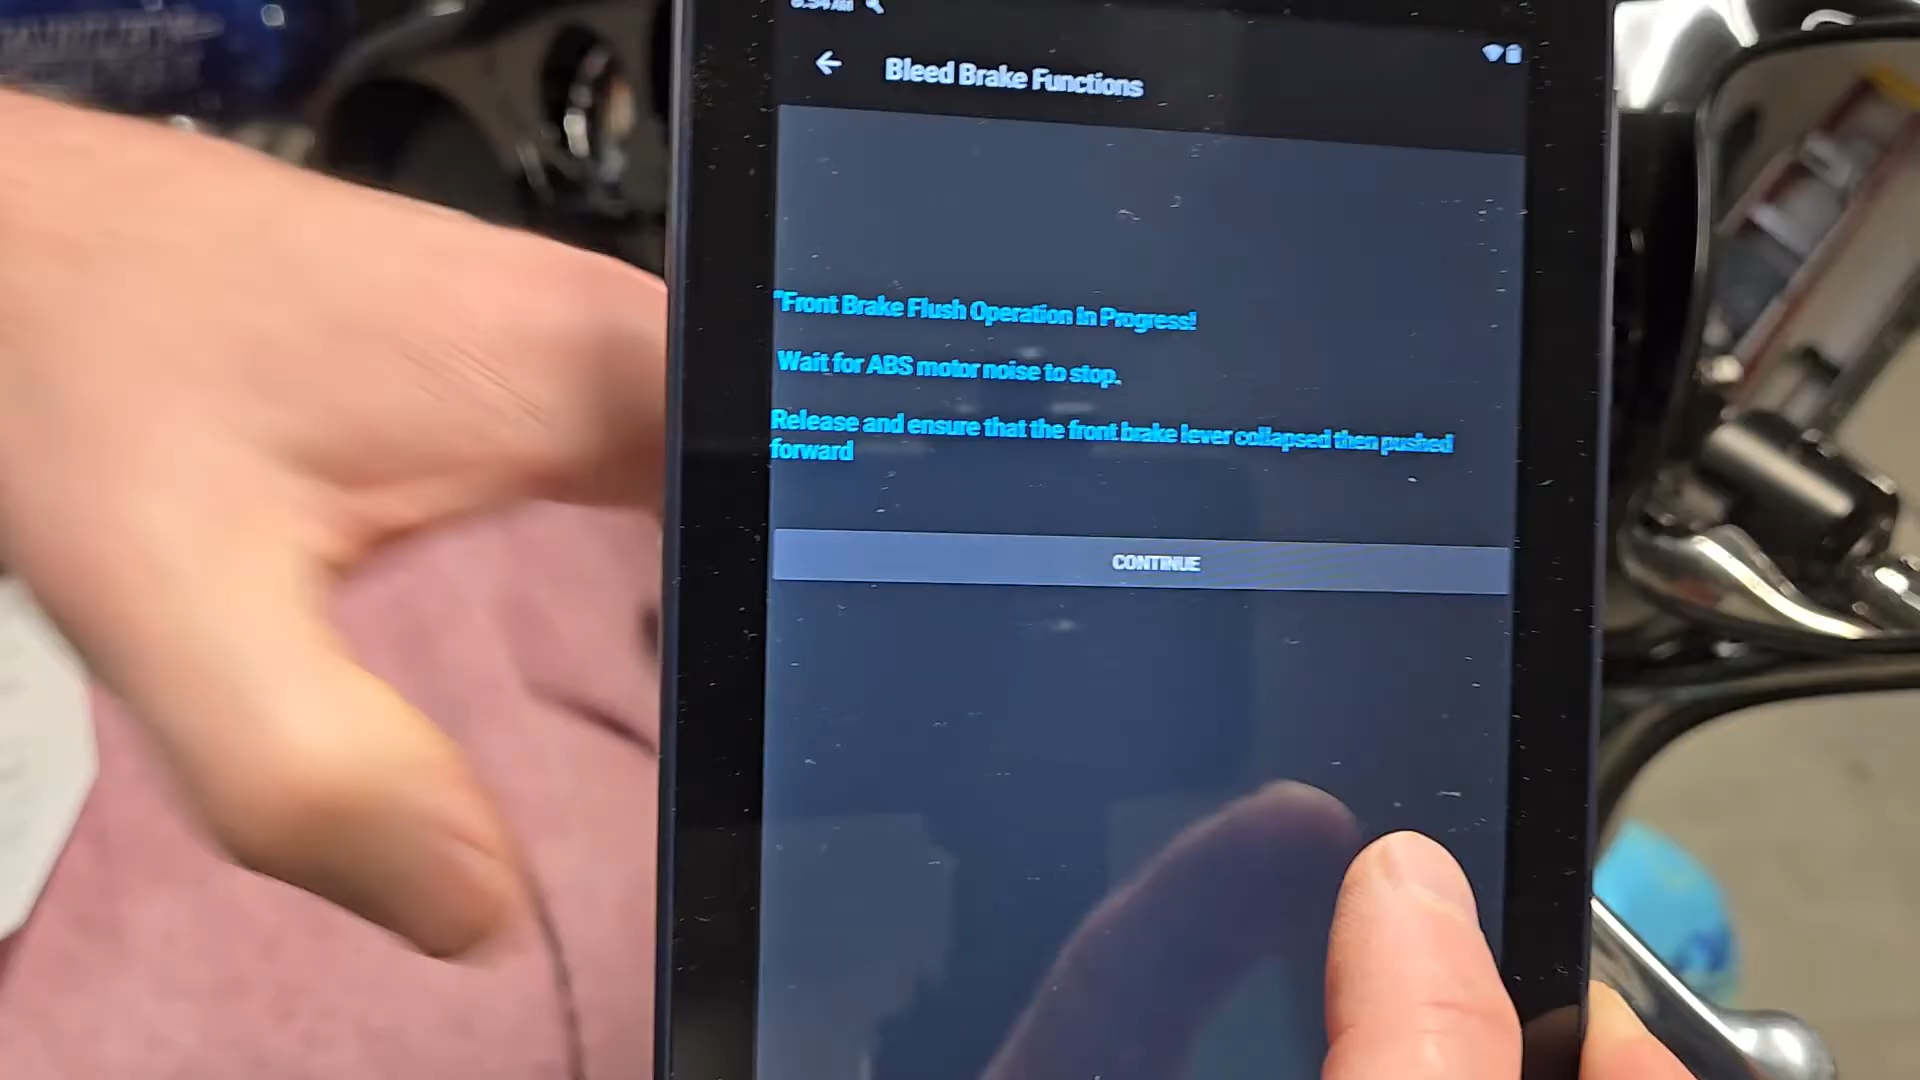 Bleed Brake Functions
"Front Brake Flush Operation In Progress!
Wait for ABS motor noise to stop.
Release and ensure that the front brake lever collapsed then pushed
forward
CONTINUE